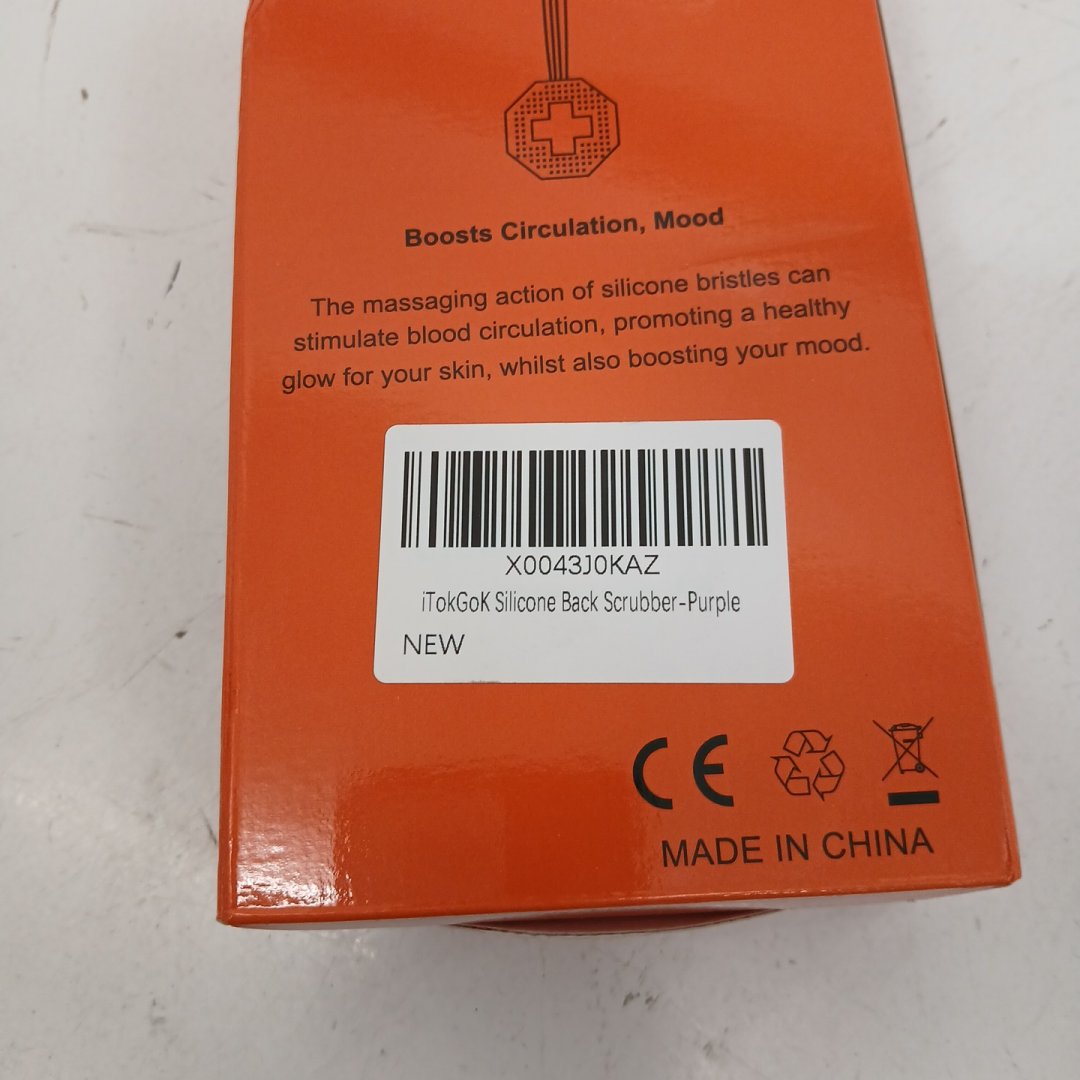 Boosts Circulation, Mood
The massaging action of silicone bristles can
stimulate blood circulation, promoting a healthy
glow for your skin, whilst also boosting your mood.
X0043J0KAZ
iTokGoK Silicone Back Scrubber-Purple
NEW
CE
MADE IN CHINA